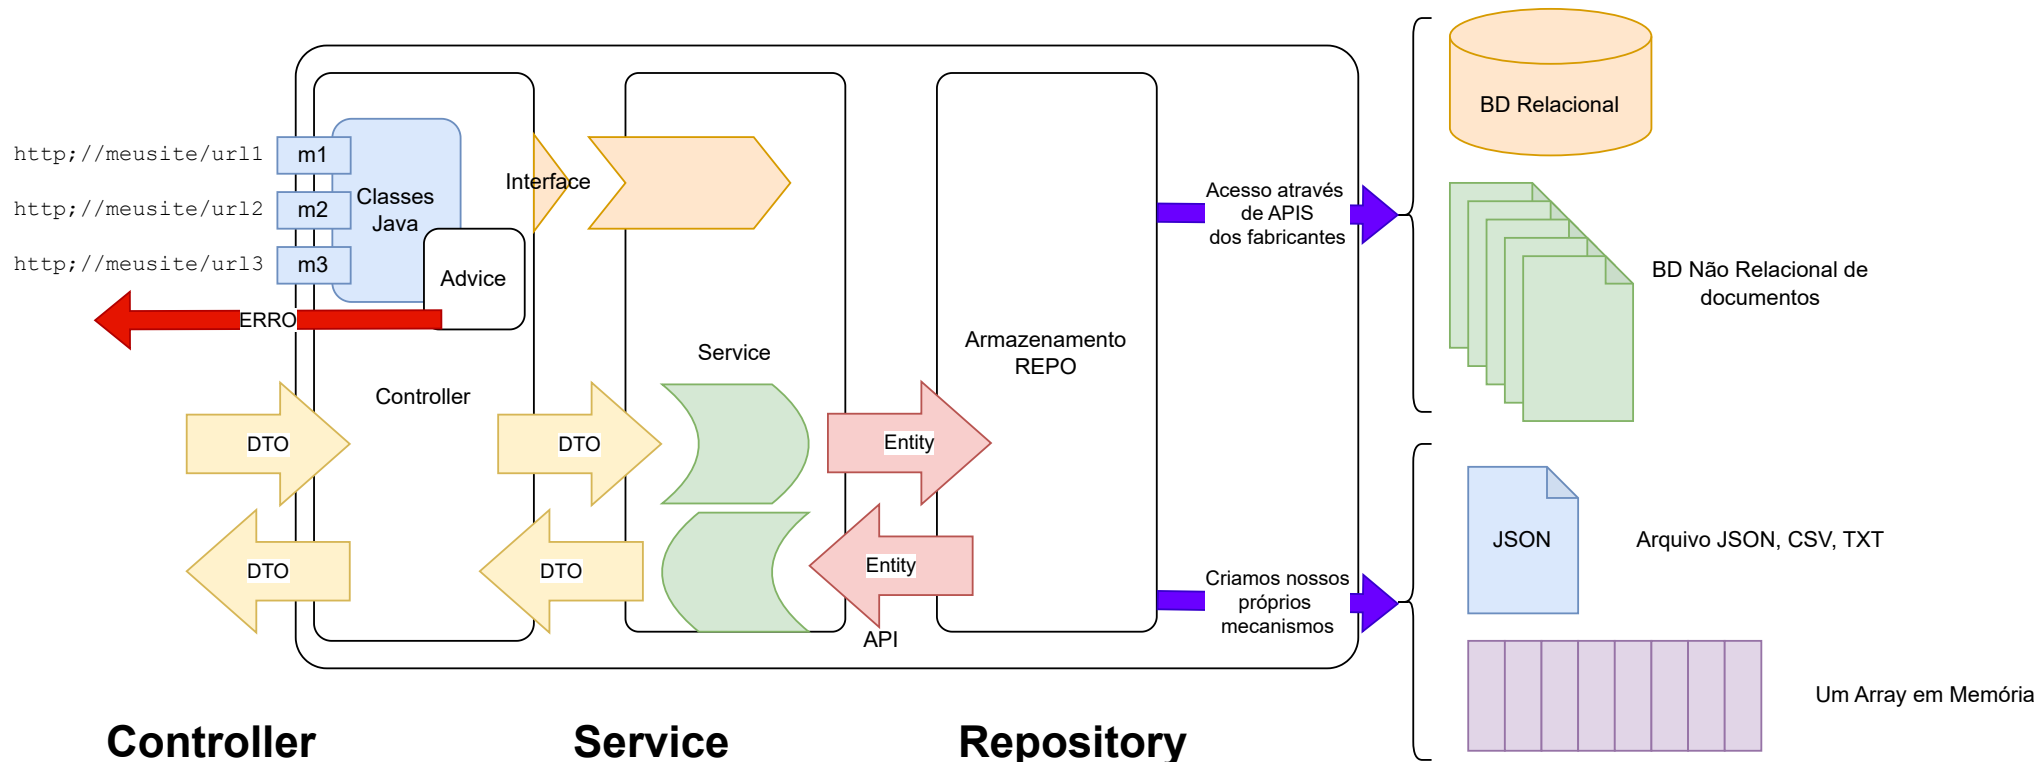 BD Relacional
http;//meusite/url1
m1
http;//meusite/url2
m2
http;//meusite/url3
m3
Classes
Java
Interface
Advice
ERRO
Acesso através
de APIS
dos fabricantes
BD Não Relacional de
documentos
Controller
Service
Armazenamento
REPO
DTO
DTO
Entity
DTO
DTO
Entity
API
Criamos nossos
próprios
mecanismos
JSON
Arquivo JSON, CSV, TXT
Um Array em Memória
Controller
Service
Repository